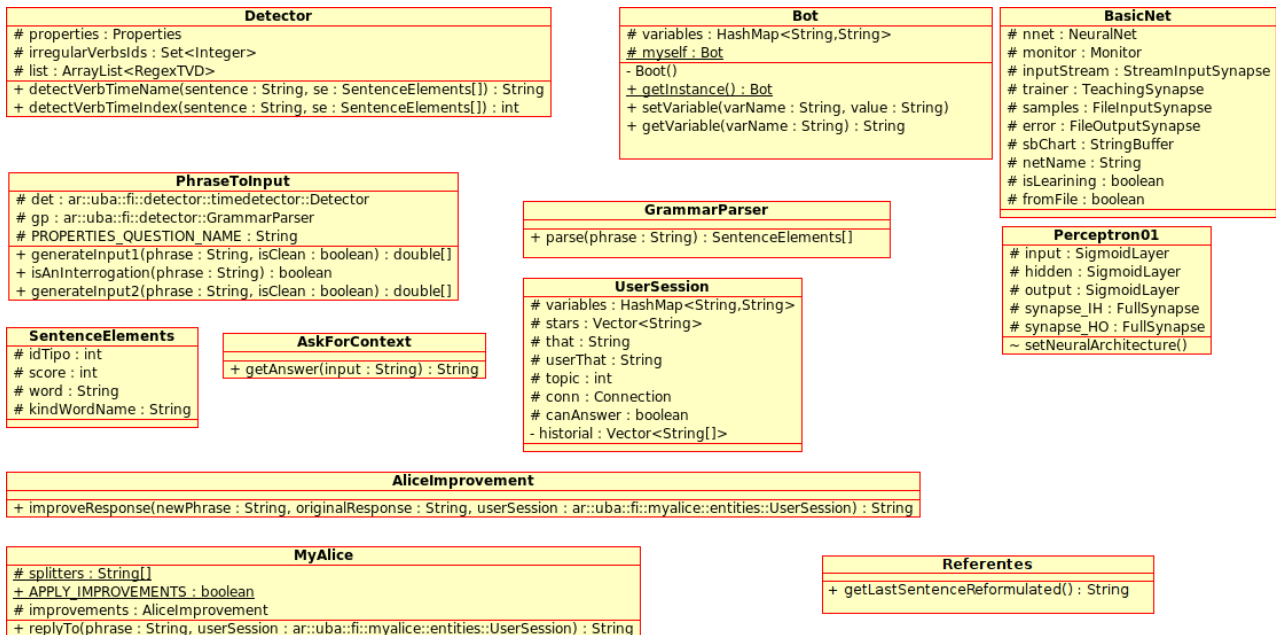 Detector
# properties : Properties
# irregularVerbsIds : Set<Integer>
# list : ArrayList<RegexTVD>
+ detectVerbTimeName(sentence : String, se : SentenceElements[]) : String
+ detectVerbTimeIndex(sentence : String, se : SentenceElements[]) : int
Bot
# variables : HashMap<String,String>
# myself : Bot
- Boot()
+ getInstance() : Bot
+ setVariable(varName : String, value : String)
+ getVariable(varName : String) : String
BasicNet
# nnet : NeuralNet
# monitor : Monitor
# inputStream : StreamInputSynapse
# trainer : TeachingSynapse
# samples : FileInputSynapse
# error : FileOutputSynapse
# sbChart : StringBuffer
# netName : String
# isLearining : boolean
# fromFile : boolean
PhraseToInput
# det : ar::uba::fi::detector::timedetector::Detector
# gp : ar::uba::fi::detector::GrammarParser
# PROPERTIES_QUESTION_NAME : String
+ generateInput1(phrase : String, isClean : boolean) : double[]
+ isAnInterrogation(phrase : String) : boolean
+ generateInput2(phrase : String, isClean : boolean) : double[]
GrammarParser
+ parse(phrase : String) : SentenceElements[]
Perceptron01
# input : SigmoidLayer
# hidden : SigmoidLayer
# output : SigmoidLayer
# synapse_IH : FullSynapse
# synapse_HO : FullSynapse
~ setNeuralArchitecture()
SentenceElements
# idTipo : int
# score : int
# word : String
# kindWordName : String
AskForContext
+ getAnswer(input : String) : String
UserSession
# variables : HashMap<String,String>
# stars : Vector<String>
# that : String
# userThat : String
# topic : int
# conn : Connection
# canAnswer : boolean
- historial : Vector<String[]>
AliceImprovement
+ improveResponse(newPhrase : String, originalResponse : String, userSession : ar::uba::fi::myalice::entities::UserSession) : String
MyAlice
# splitters : String[]
+ APPLY_IMPROVEMENTS : boolean
# improvements : AliceImprovement
+ replyTo(phrase : String, userSession : ar::uba::fi::myalice::entities::UserSession) : String
Referentes
+ getLastSentenceReformulated() : String